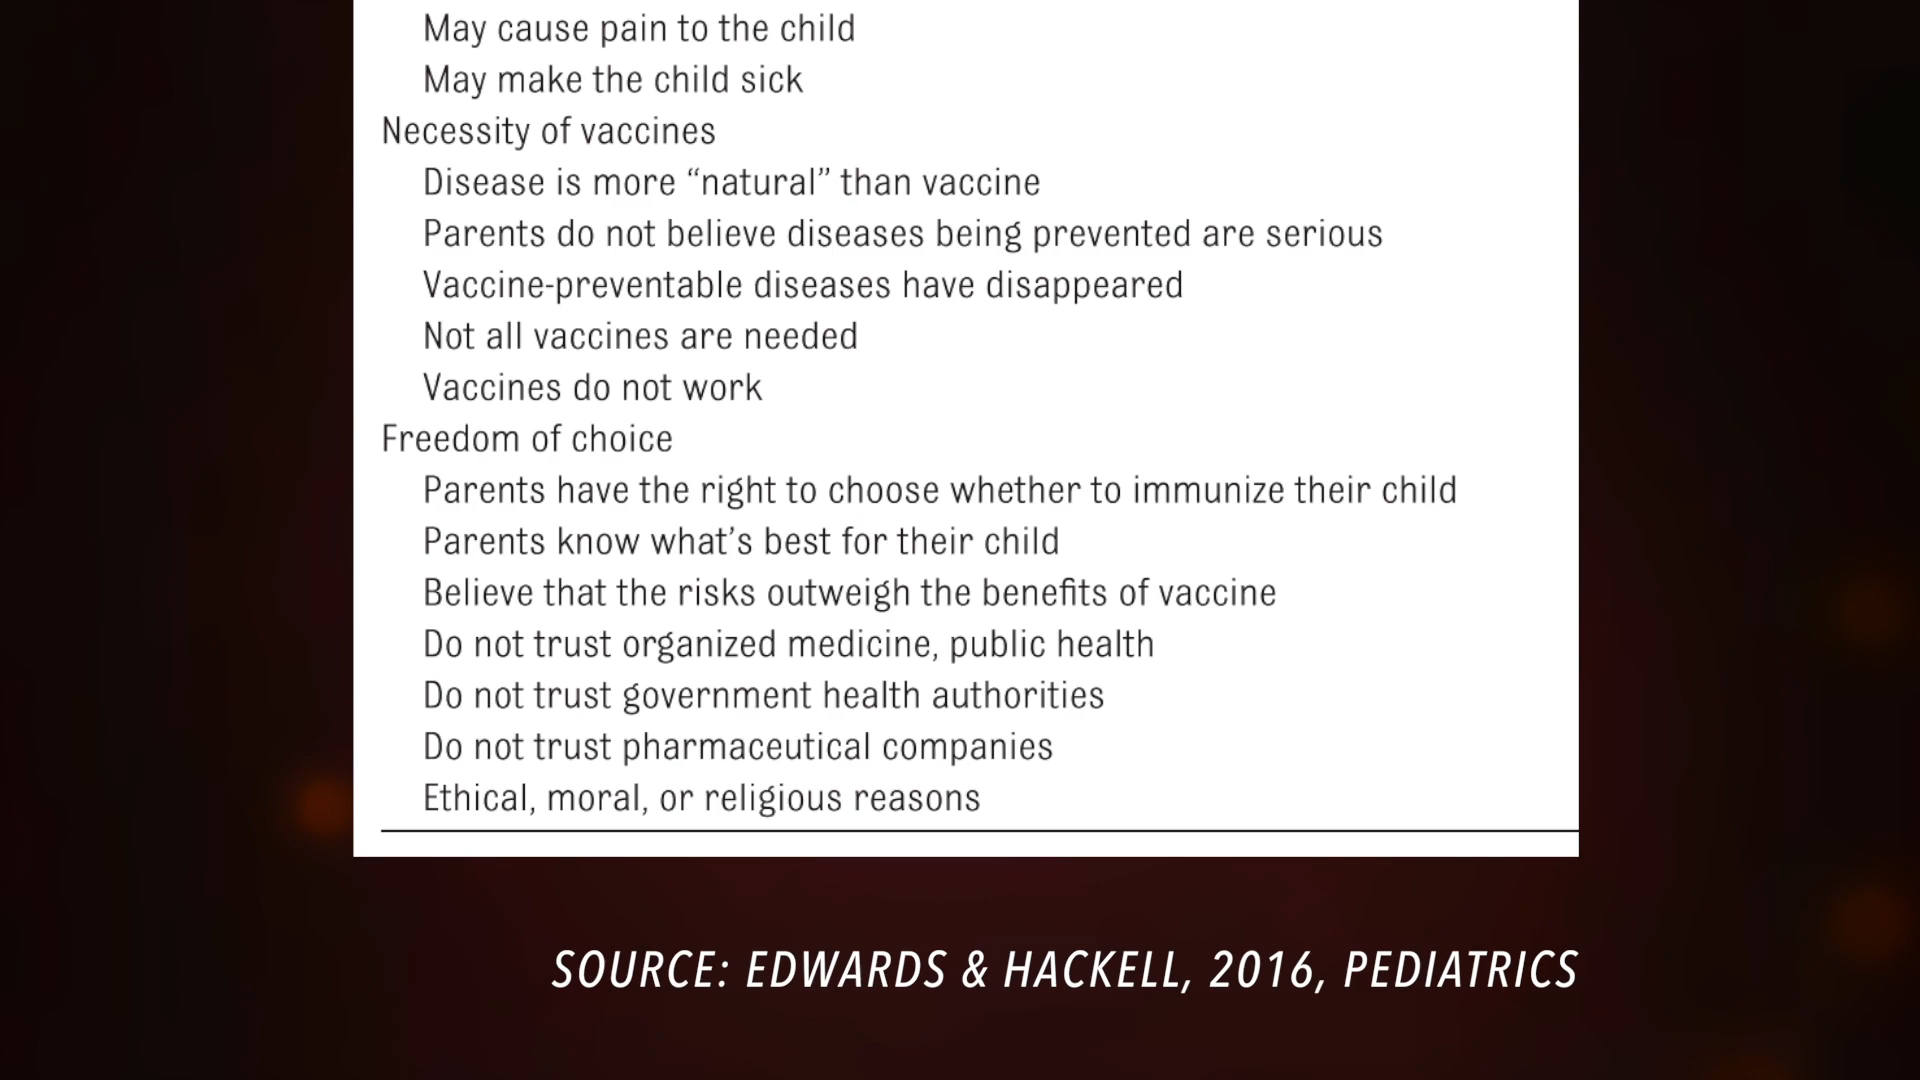 May cause pain to the child
May make the child sick
Necessity of vaccines
Disease is more “natural” than vaccine
Parents do not believe diseases being prevented are serious
Vaccine-preventable diseases have disappeared
Not all vaccines are needed
Vaccines do not work
Freedom of choice
Parents have the right to choose whether to immunize their child
Parents know what’s best for their child
Believe that the risks outweigh the benefits of vaccine
Do not trust organized medicine, public health
Do not trust government health authorities
Do not trust pharmaceutical companies
Ethical, moral, or religious reasons
SOURCE: EDWARDS & HACKELL, 2016, PEDIATRICS